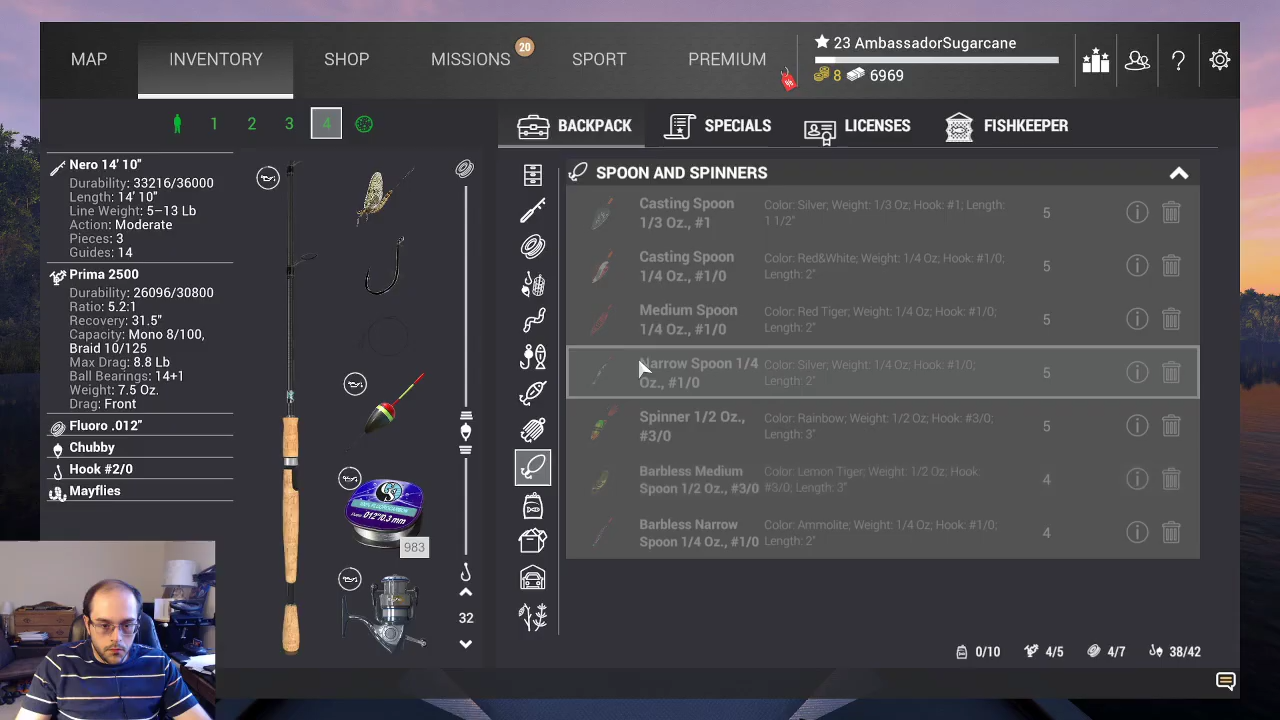 MAP
INVENTORY
SHOP
MISSIONS
20
SPORT
PREMIUM
23 AmbassadorSugarcane
8 6969
?
1 2 3 4
BACKPACK
SPECIALS
LICENSES
FISHKEEPER
Nero 14' 10"
Durability: 33216/36000
Length: 14' 10"
Line Weight: 5–13 Lb
Action: Moderate
Pieces: 3
Guides: 14
Prima 2500
Durability: 26096/30800
Ratio: 5.2:1
Recovery: 31.5"
Capacity: Mono 8/100,
Braid 10/125
Max Drag: 8.8 Lb
Ball Bearings: 14+1
Weight: 7.5 Oz.
Drag: Front
Fluoro .012"
Chubby
Hook #2/0
Mayflies
.012"/0.3 mm
983
32
SPOON AND SPINNERS
Casting Spoon
1/3 Oz., #1
Color: Silver, Weight: 1/3 Oz; Hook: #1; Length:
1 1/2"
5
Casting Spoon
1/4 Oz., #1/0
Color: Red&White; Weight: 1/4 Oz; Hook: #1/0;
Length: 2"
5
Medium Spoon
1/4 Oz., #1/0
Color: Red Tiger; Weight: 1/4 Oz; Hook: #1/0;
Length: 2"
5
Narrow Spoon 1/4
Oz., #1/0
Color: Silver; Weight: 1/4 Oz; Hook: #1/0;
Length: 2"
5
Spinner 1/2 Oz.,
#3/0
Color: Rainbow; Weight: 1/2 Oz; Hook: #3/0;
Length: 3"
5
Barbless Medium
Spoon 1/2 Oz., #3/0
Color: Lemon Tiger; Weight: 1/2 Oz; Hook:
#3/0; Length: 3"
4
Barbless Narrow
Spoon 1/4 Oz., #1/0
Color: Ammolite; Weight: 1/4 Oz; Hook: #1/0;
Length: 2"
4
0/10
4/5
4/7
38/42